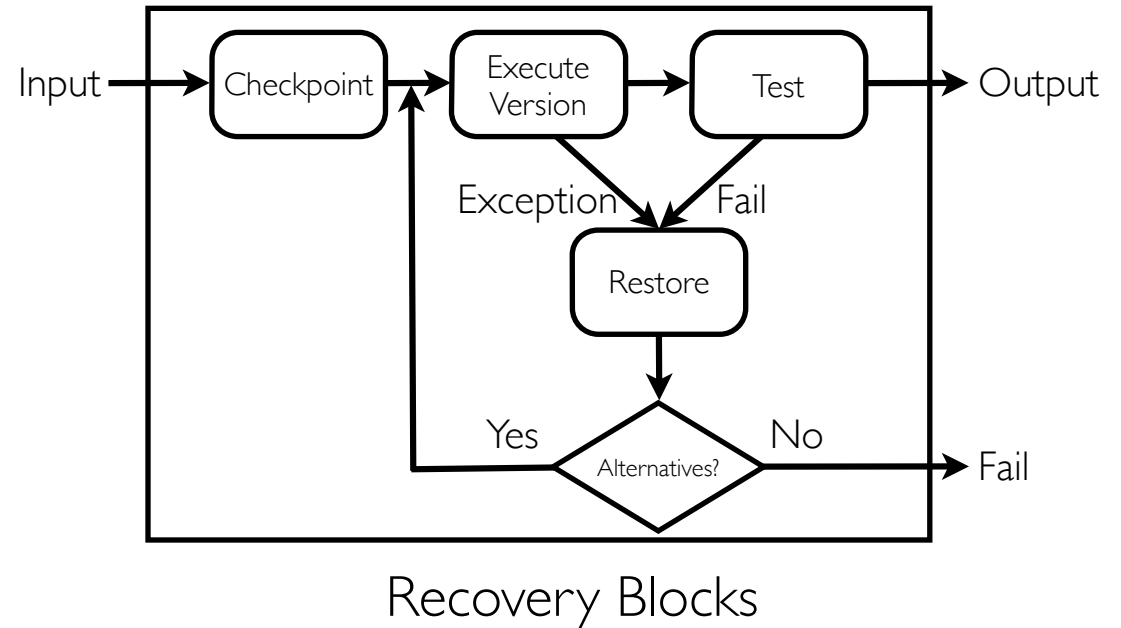 Input
Checkpoint
Execute
Version
Test
Output
Exception
Fail
Restore
Yes
No
Alternatives?
Fail
Recovery Blocks